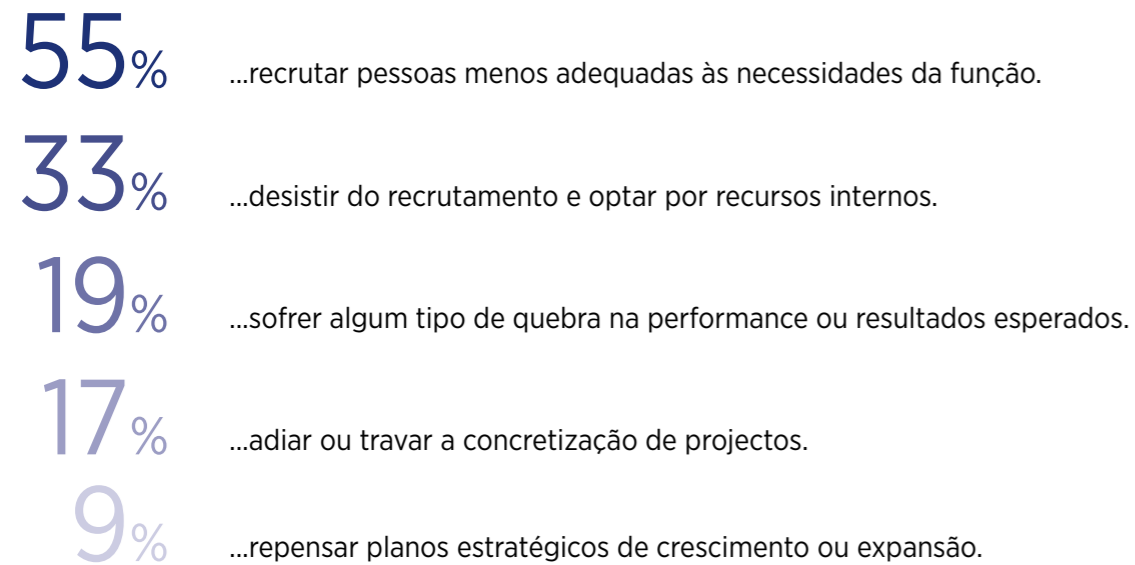 55% ...recrutar pessoas menos adequadas às necessidades da função.
33% ...desistir do recrutamento e optar por recursos internos.
19% ...sofrer algum tipo de quebra na performance ou resultados esperados.
17% ...adiar ou travar a concretização de projectos.
9% ...repensar planos estratégicos de crescimento ou expansão.